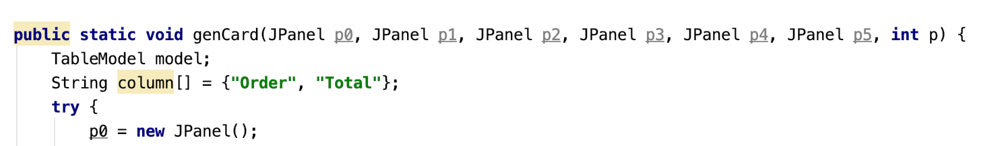 public static void genCard(JPanel p0, JPanel p1, JPanel p2, JPanel p3, JPanel p4, JPanel p5, int p) {
    TableModel model;
    String column[] = {"Order", "Total"};
    try {
        p0 = new JPanel();